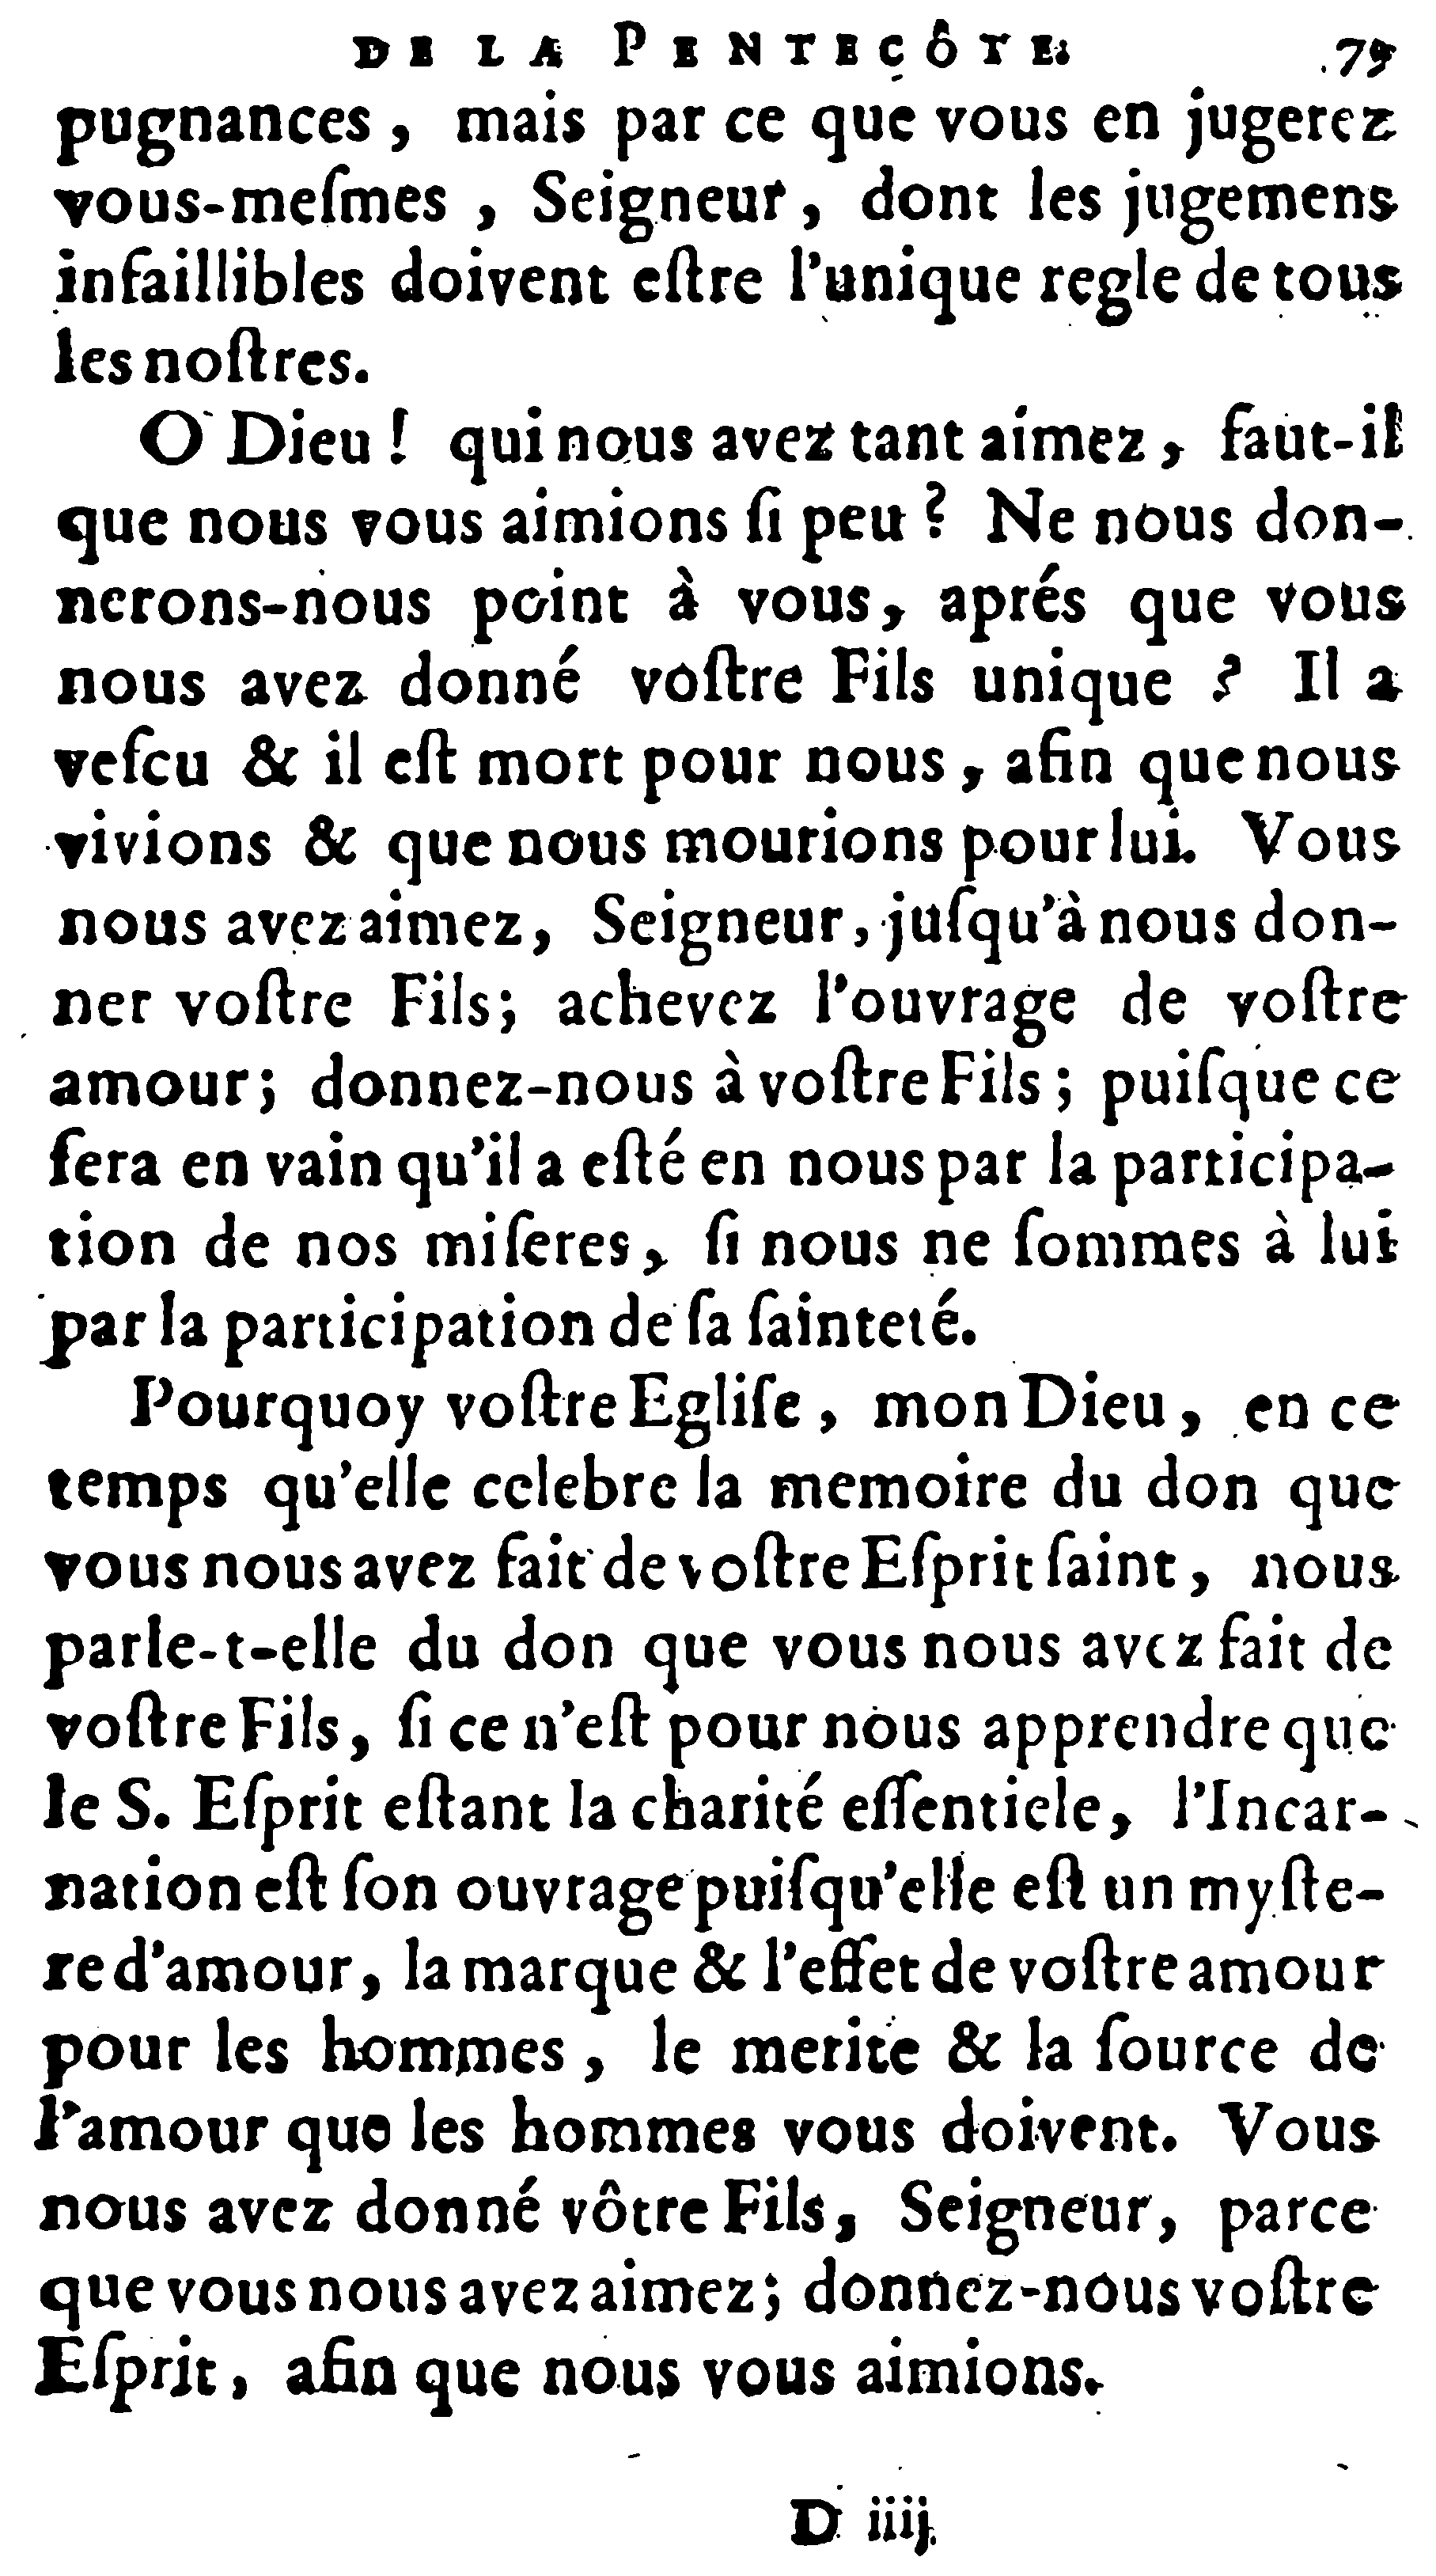 DE LA PENTECÔTE. 79
pugnances, mais par ce que vous en jugerez
vous-meſmes, Seigneur, dont les jugemens
infaillibles doivent eſtre l'unique regle de tous
les noſtres.
O Dieu! qui nous avez tant aimez, faut-il
que nous vous aimions ſi peu? Ne nous don-
nerons-nous point à vous, aprés que vous
nous avez donné voſtre Fils unique? Il a
veſcu & il eſt mort pour nous, afin que nous
vivions & que nous mourions pour lui. Vous
nous avez aimez, Seigneur, juſqu'à nous don-
ner voſtre Fils; achevez l'ouvrage de voſtre
amour; donnez-nous à voſtre Fils; puiſque ce
ſera en vain qu'il a eſté en nous par la participa-
tion de nos miſeres, ſi nous ne ſommes à lui
par la participation de ſa ſainteté.
Pourquoy voſtre Egliſe, mon Dieu, en ce
temps qu'elle celebre la memoire du don que
vous nous avez fait de voſtre Eſprit ſaint, nous
parle-t-elle du don que vous nous avez fait de
voſtre Fils, ſi ce n'eſt pour nous apprendre que
le S. Eſprit eſtant la charité eſſentiele, l'Incar-
nation eſt ſon ouvrage puiſqu'elle eſt un myſte-
re d'amour, la marque & l'effet de voſtre amour
pour les hommes, le merite & la ſource de
l'amour que les hommes vous doivent. Vous
nous avez donné vôtre Fils, Seigneur, parce
que vous nous avez aimez; donnez-nous voſtre
Eſprit, afin que nous vous aimions.
D iiij.